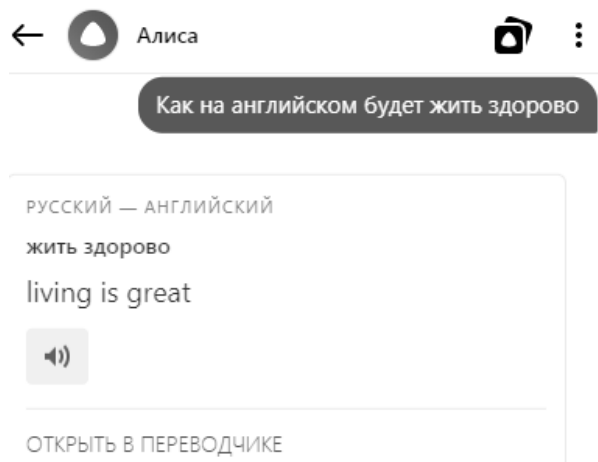 Алиса
Как на английском будет жить здорово
РУССКИЙ — АНГЛИЙСКИЙ
жить здорово
living is great
ОТКРЫТЬ В ПЕРЕВОДЧИКЕ